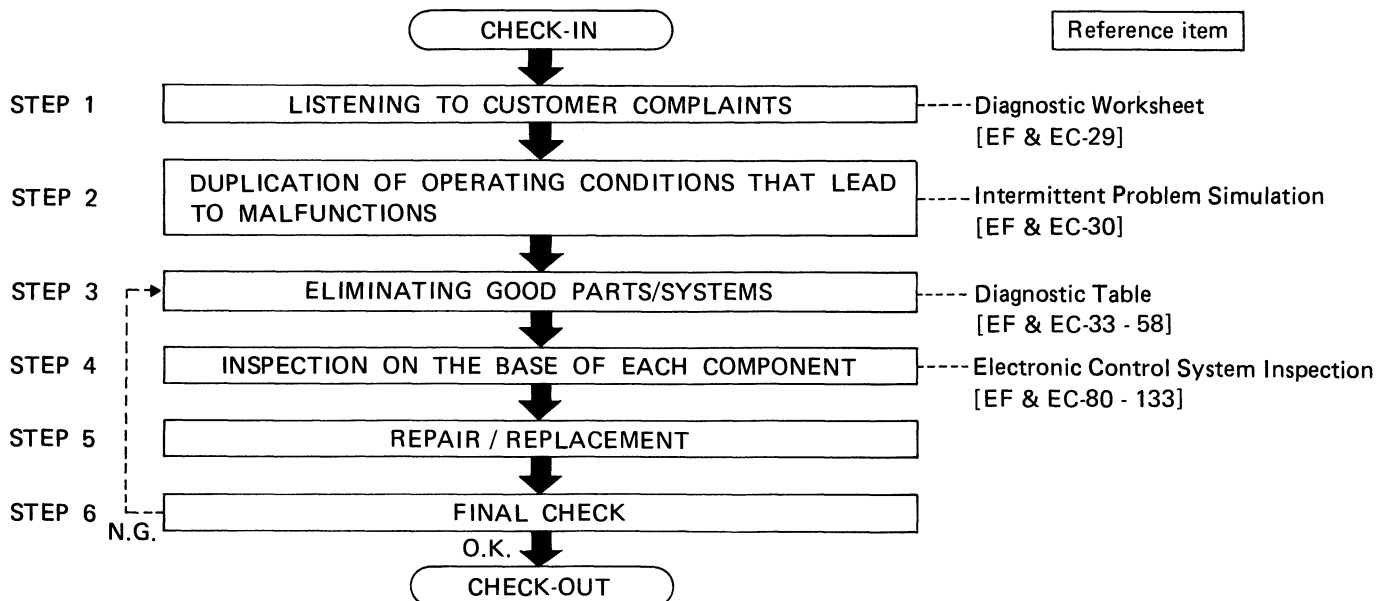 CHECK-IN
Reference item
STEP 1
LISTENING TO CUSTOMER COMPLAINTS
Diagnostic Worksheet
[EF & EC-29]
STEP 2
DUPLICATION OF OPERATING CONDITIONS THAT LEAD
TO MALFUNCTIONS
Intermittent Problem Simulation
[EF & EC-30]
STEP 3
ELIMINATING GOOD PARTS/SYSTEMS
Diagnostic Table
[EF & EC-33 - 58]
STEP 4
INSPECTION ON THE BASE OF EACH COMPONENT
Electronic Control System Inspection
[EF & EC-80 - 133]
STEP 5
REPAIR / REPLACEMENT
STEP 6
FINAL CHECK
N.G.
O.K.
CHECK-OUT